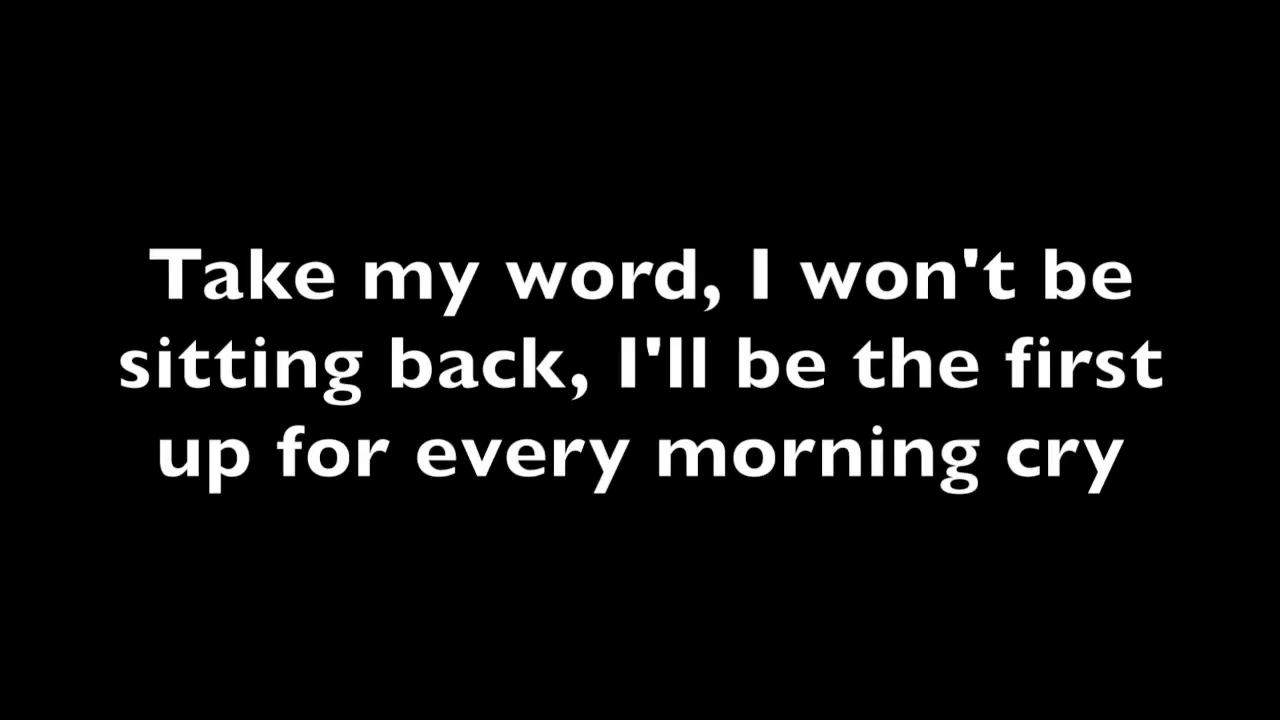 Take my word, I won't be
sitting back, I'll be the first
up for every morning cry